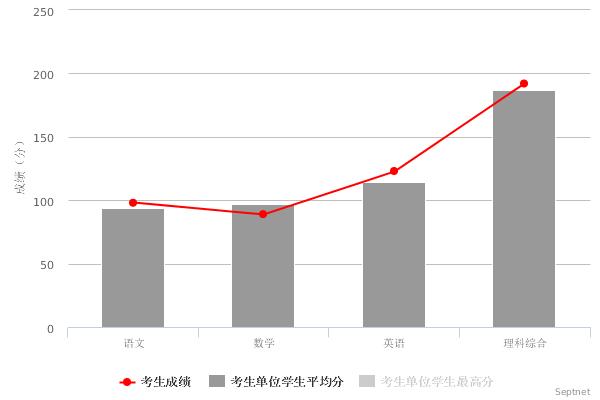 250
200
150
100
50
0
成绩（分）
语文
数学
英语
理科综合
考生成绩
考生单位学生平均分
考生单位学生最高分
Septnet